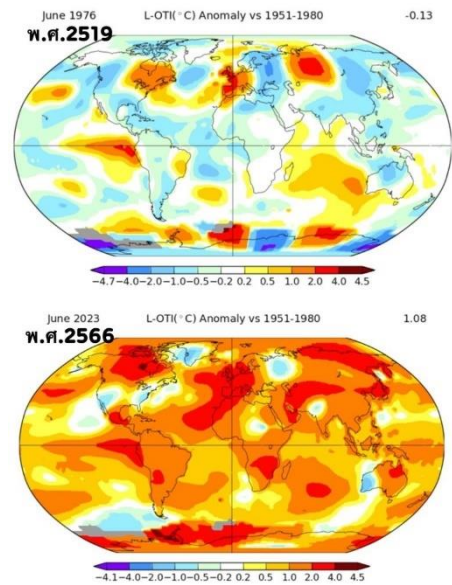 June 1976 L-OTI(°C) Anomaly vs 1951-1980 -0.13
พ.ศ.2519
-4.7 -4.0 -2.0 -1.0 -0.5 -0.2 0.2 0.5 1.0 2.0 4.0 4.5
June 2023 L-OTI(°C) Anomaly vs 1951-1980 1.08
พ.ศ.2566
-4.1 -4.0 -2.0 -1.0 -0.5 -0.2 0.2 0.5 1.0 2.0 4.0 4.5